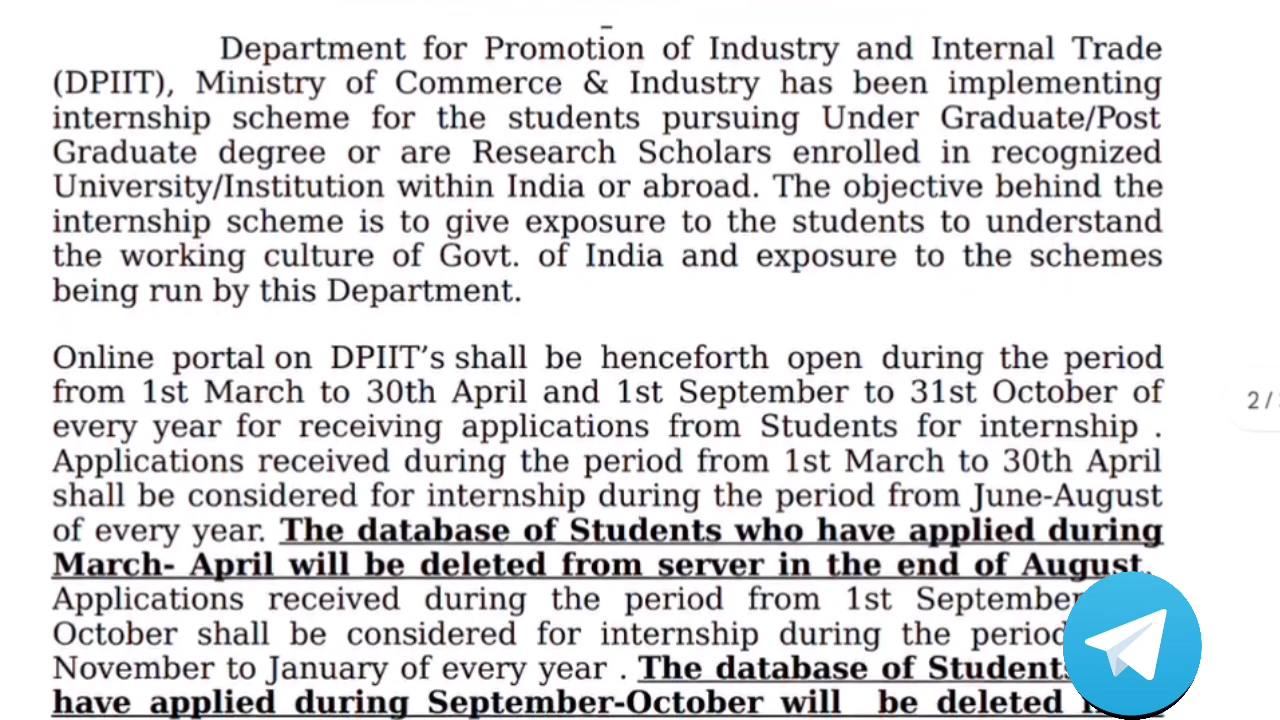 Department for Promotion of Industry and Internal Trade
(DPIIT), Ministry of Commerce & Industry has been implementing
internship scheme for the students pursuing Under Graduate/Post
Graduate degree or are Research Scholars enrolled in recognized
University/Institution within India or abroad. The objective behind the
internship scheme is to give exposure to the students to understand
the working culture of Govt. of India and exposure to the schemes
being run by this Department.
Online portal on DPIIT’s shall be henceforth open during the period
from 1st March to 30th April and 1st September to 31st October of
every year for receiving applications from Students for internship .
Applications received during the period from 1st March to 30th April
shall be considered for internship during the period from June-August
of every year. The database of Students who have applied during
March- April will be deleted from server in the end of August.
Applications received during the period from 1st September
October shall be considered for internship during the period
November to January of every year . The database of Students
have applied during September-October will be deleted
2 /